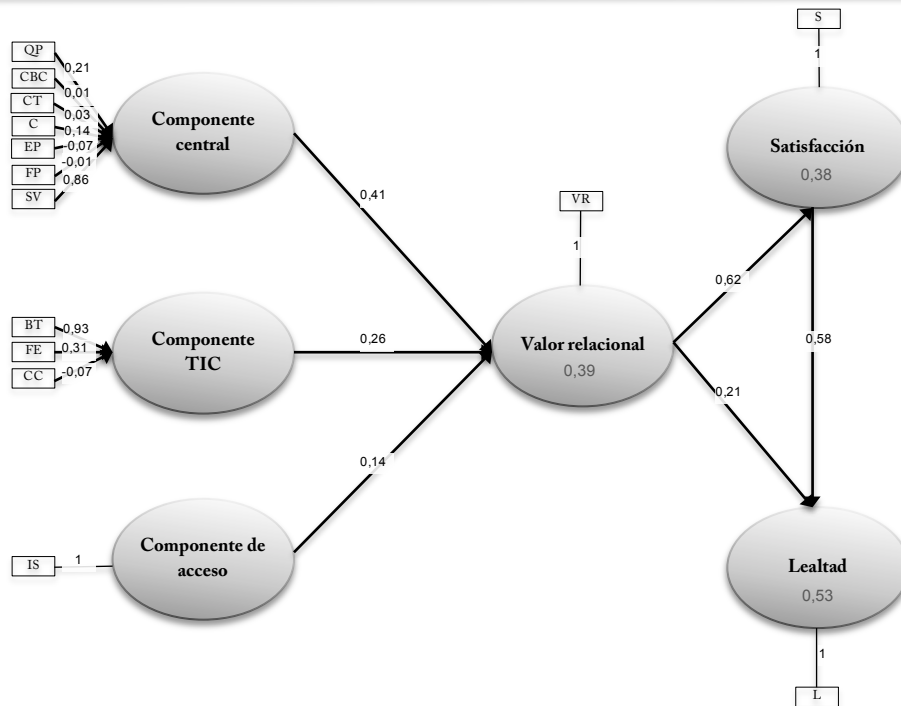 S
1
QP
0,21
CBC
0,01
CT
0,03
C
0,14
EP
-0,07
FP
-0,01
SV
0,86
Componente
central
Satisfacción
0,38
0,41
VR
1
0,62
BT
0,93
FE
0,31
CC
-0,07
Componente
TIC
0,26
Valor relacional
0,39
0,58
0,21
0,14
IS
1
Componente de
acceso
Lealtad
0,53
1
L